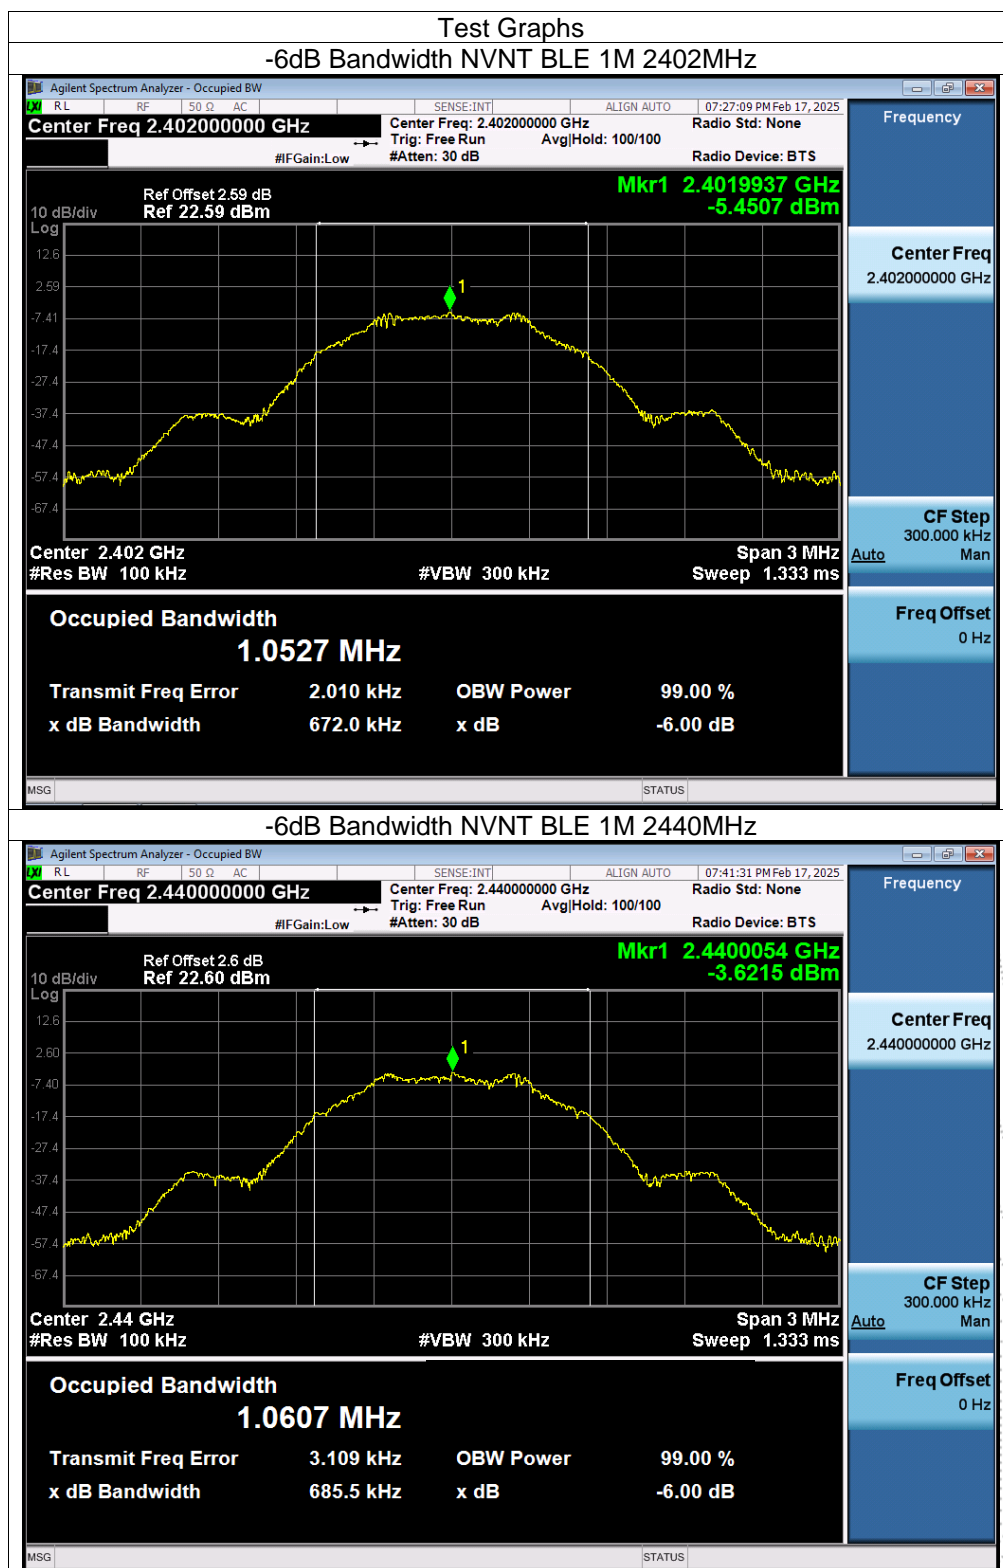 Test Graphs
-6dB Bandwidth NVNT BLE 1M 2402MHz
Agilent Spectrum Analyzer - Occupied BW
LXI RL RF 50 Ω AC SENSE:INT ALIGN AUTO 07:27:09 PM Feb 17, 2025
Center Freq 2.402000000 GHz
Center Freq: 2.402000000 GHz
Radio Std: None
Trig: Free Run Avg|Hold: 100/100
#IFGain:Low #Atten: 30 dB Radio Device: BTS
Frequency
Mkr1 2.4019937 GHz
-5.4507 dBm
Ref Offset 2.59 dB
10 dB/div Ref 22.59 dBm
Log
12.6
2.59
-7.41
-17.4
-27.4
-37.4
-47.4
-57.4
-67.4
1
Center Freq
2.402000000 GHz
Center 2.402 GHz Span 3 MHz
#Res BW 100 kHz #VBW 300 kHz Sweep 1.333 ms
CF Step
300.000 kHz
Auto Man
Freq Offset
0 Hz
Occupied Bandwidth
1.0527 MHz
Transmit Freq Error 2.010 kHz OBW Power 99.00 %
x dB Bandwidth 672.0 kHz x dB -6.00 dB
MSG STATUS
-6dB Bandwidth NVNT BLE 1M 2440MHz
Agilent Spectrum Analyzer - Occupied BW
LXI RL RF 50 Ω AC SENSE:INT ALIGN AUTO 07:41:31 PM Feb 17, 2025
Center Freq 2.440000000 GHz
Center Freq: 2.440000000 GHz
Radio Std: None
Trig: Free Run Avg|Hold: 100/100
#IFGain:Low #Atten: 30 dB Radio Device: BTS
Frequency
Mkr1 2.4400054 GHz
-3.6215 dBm
Ref Offset 2.6 dB
10 dB/div Ref 22.60 dBm
Log
12.6
2.60
-7.40
-17.4
-27.4
-37.4
-47.4
-57.4
-67.4
1
Center Freq
2.440000000 GHz
Center 2.44 GHz Span 3 MHz
#Res BW 100 kHz #VBW 300 kHz Sweep 1.333 ms
CF Step
300.000 kHz
Auto Man
Freq Offset
0 Hz
Occupied Bandwidth
1.0607 MHz
Transmit Freq Error 3.109 kHz OBW Power 99.00 %
x dB Bandwidth 685.5 kHz x dB -6.00 dB
MSG STATUS